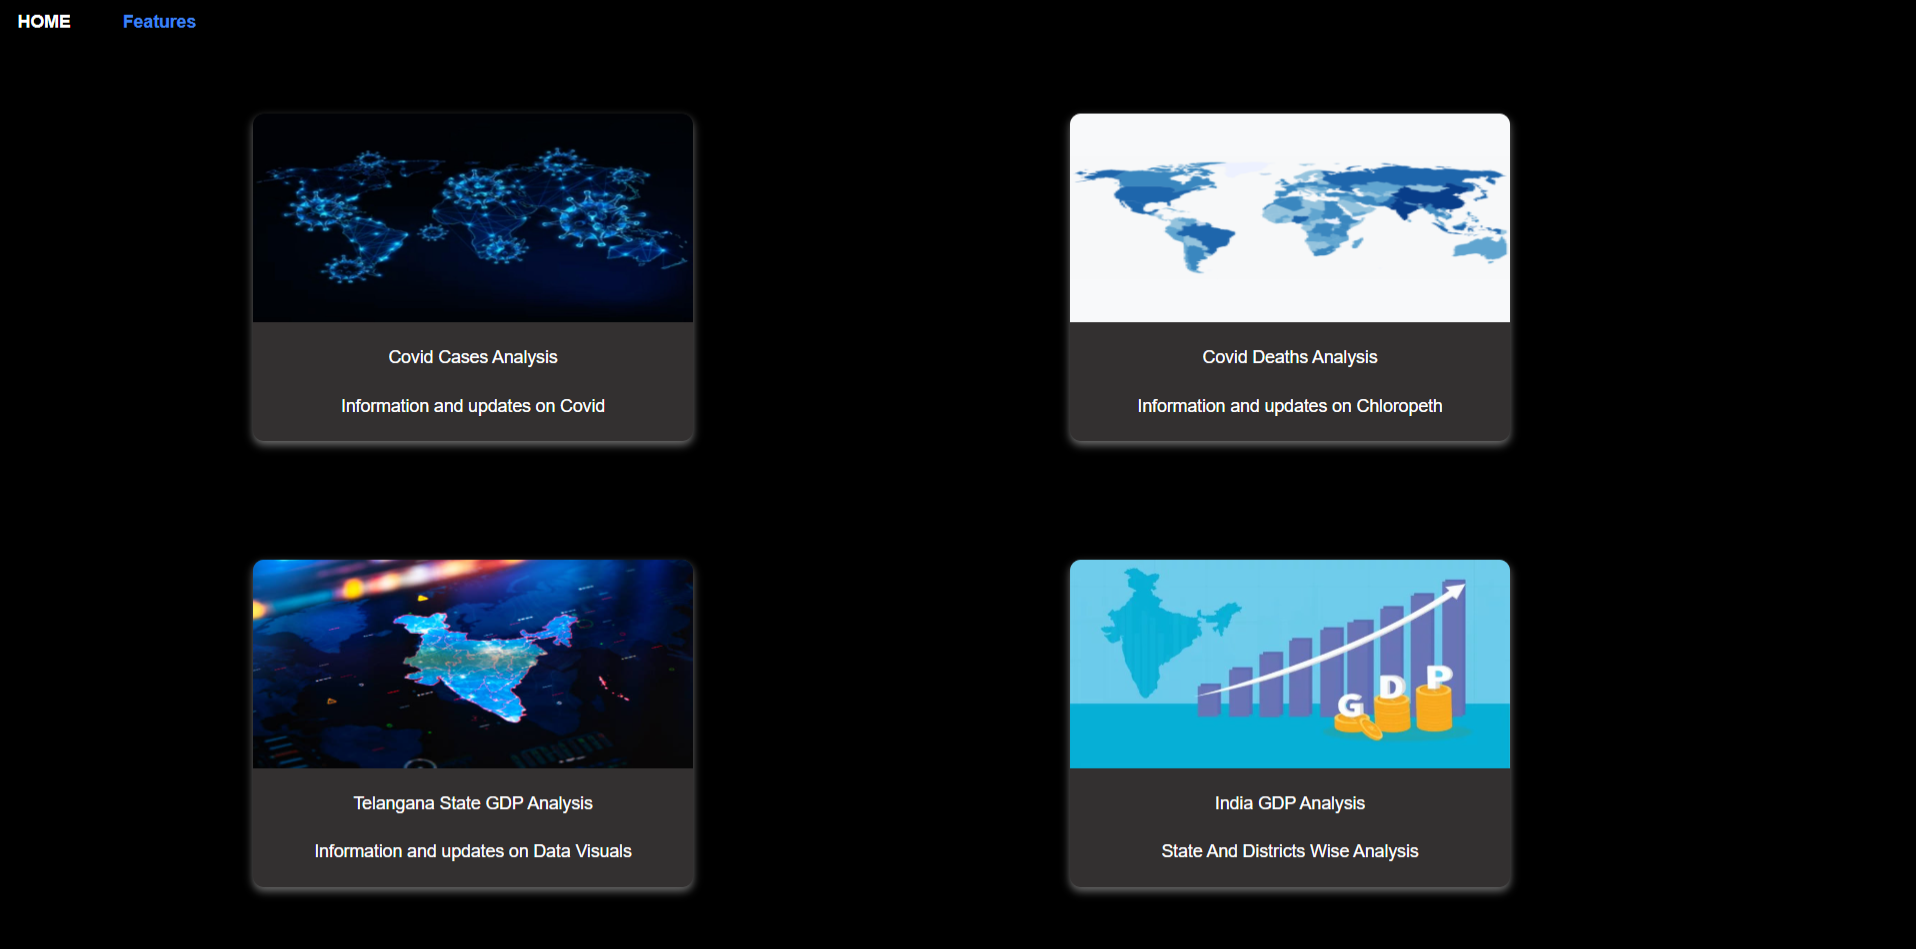 HOME Features
Covid Cases Analysis
Information and updates on Covid
Covid Deaths Analysis
Information and updates on Chloropeth
Telangana State GDP Analysis
Information and updates on Data Visuals
GDP
India GDP Analysis
State And Districts Wise Analysis